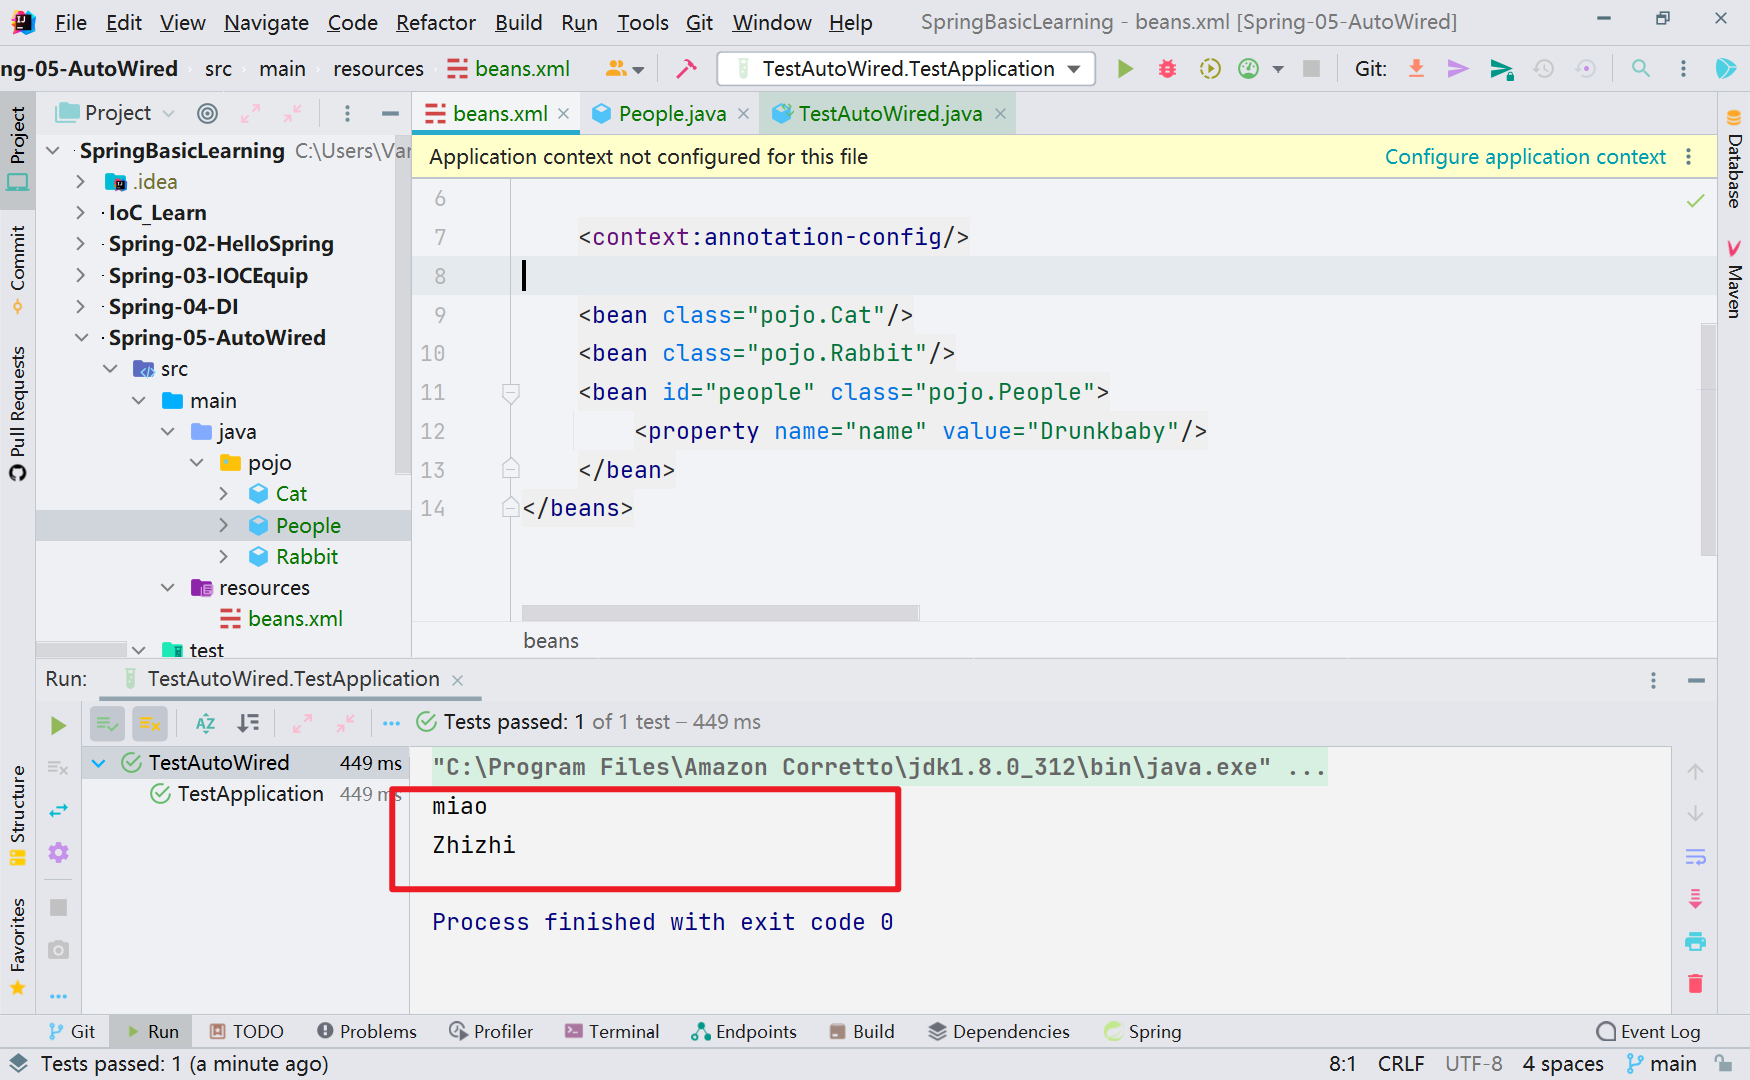 File Edit View Navigate Code Refactor Build Run Tools Git Window Help SpringBasicLearning - beans.xml [Spring-05-AutoWired]
ng-05-AutoWired src main resources beans.xml TestAutoWired.TestApplication Git:
Project beans.xml People.java TestAutoWired.java
Application context not configured for this file Configure application context
SpringBasicLearning C:\Users\Var
.idea
IoC_Learn
Spring-02-HelloSpring
Spring-03-IOCEquip
Spring-04-DI
Spring-05-AutoWired
src
main
java
pojo
Cat
People
Rabbit
resources
beans.xml
test
6
7 <context:annotation-config/>
8
9 <bean class="pojo.Cat"/>
10 <bean class="pojo.Rabbit"/>
11 <bean id="people" class="pojo.People">
12 <property name="name" value="Drunkbaby"/>
13 </bean>
14 </beans>
beans
Project
Commit
Pull Requests
Structure
Favorites
Database
Maven
Run: TestAutoWired.TestApplication
AZ Tests passed: 1 of 1 test – 449 ms
TestAutoWired 449 ms
TestApplication 449 ms
"C:\Program Files\Amazon Corretto\jdk1.8.0_312\bin\java.exe" ...
miao
Zhizhi
Process finished with exit code 0
Git Run TODO Problems Profiler Terminal Endpoints Build Dependencies Spring Event Log
Tests passed: 1 (a minute ago) 8:1 CRLF UTF-8 4 spaces main